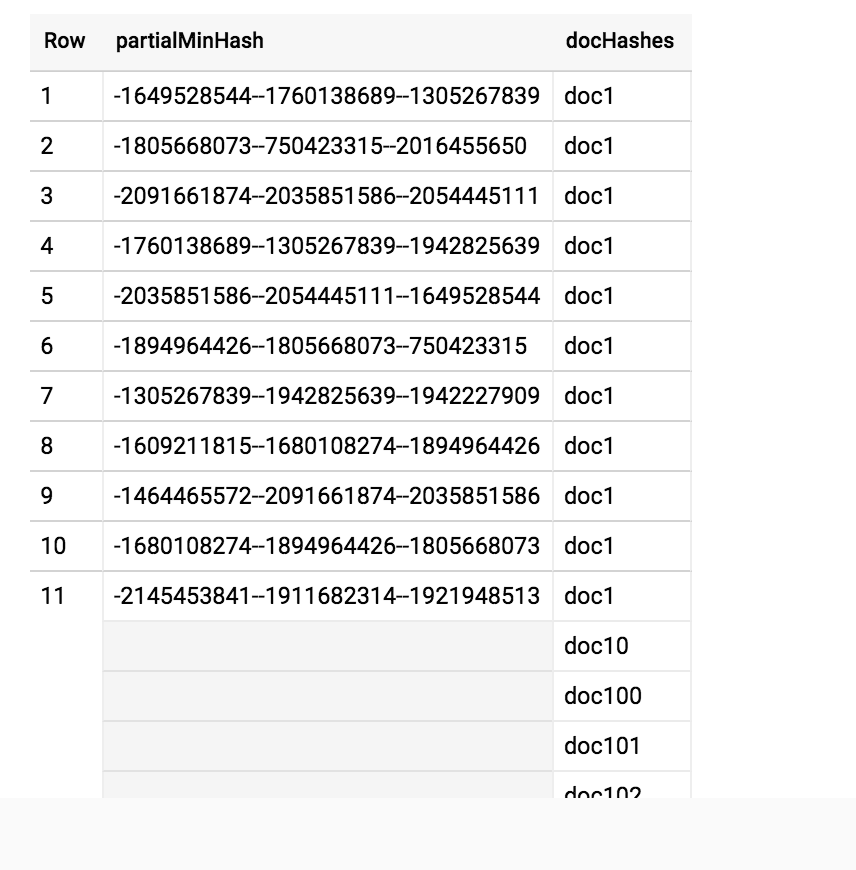 Row partialMinHash docHashes
1 -1649528544--1760138689--1305267839 doc1
2 -1805668073--750423315--2016455650 doc1
3 -2091661874--2035851586--2054445111 doc1
4 -1760138689--1305267839--1942825639 doc1
5 -2035851586--2054445111--1649528544 doc1
6 -1894964426--1805668073--750423315 doc1
7 -1305267839--1942825639--1942227909 doc1
8 -1609211815--1680108274--1894964426 doc1
9 -1464465572--2091661874--2035851586 doc1
10 -1680108274--1894964426--1805668073 doc1
11 -2145453841--1911682314--1921948513 doc1
doc10
doc100
doc101
doc102